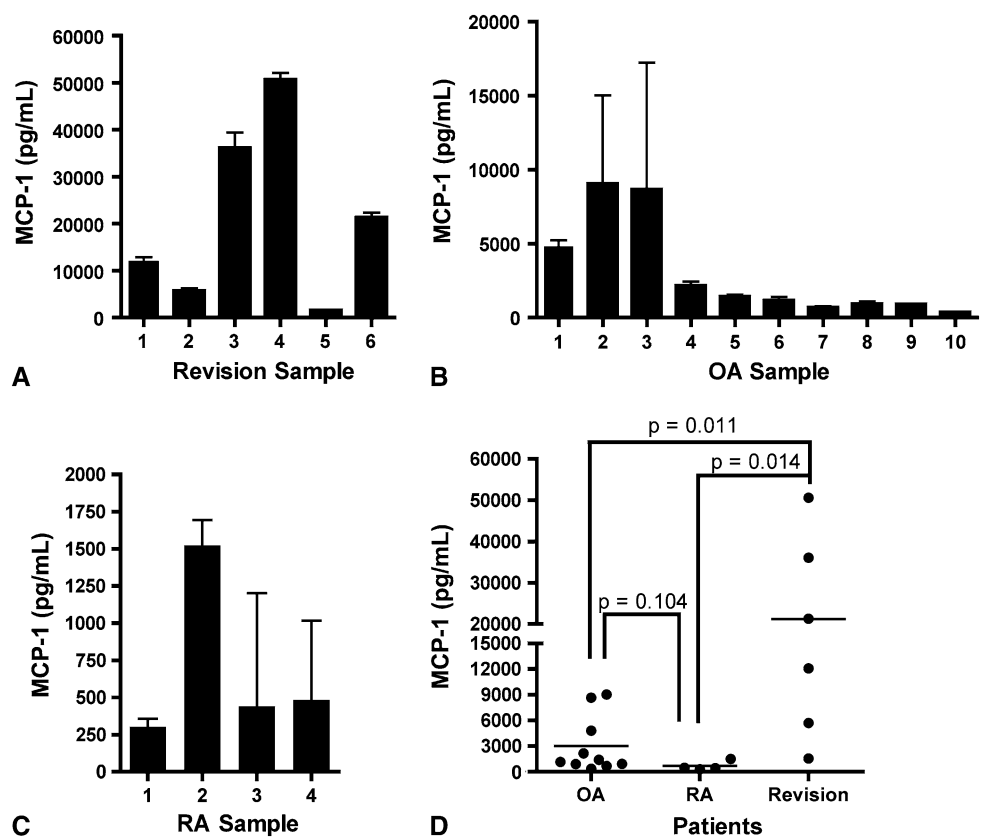 60000
50000
40000
30000
20000
10000
0
MCP-1 (pg/mL)
1 2 3 4 5 6
Revision Sample
A
20000
15000
10000
5000
0
MCP-1 (pg/mL)
1 2 3 4 5 6 7 8 9 10
OA Sample
B
2000
1750
1500
1250
1000
750
500
250
0
MCP-1 (pg/mL)
1 2 3 4
RA Sample
C
p = 0.011
p = 0.014
p = 0.104
60000
50000
40000
30000
20000
15000
12000
9000
6000
3000
0
MCP-1 (pg/mL)
OA RA Revision
Patients
D